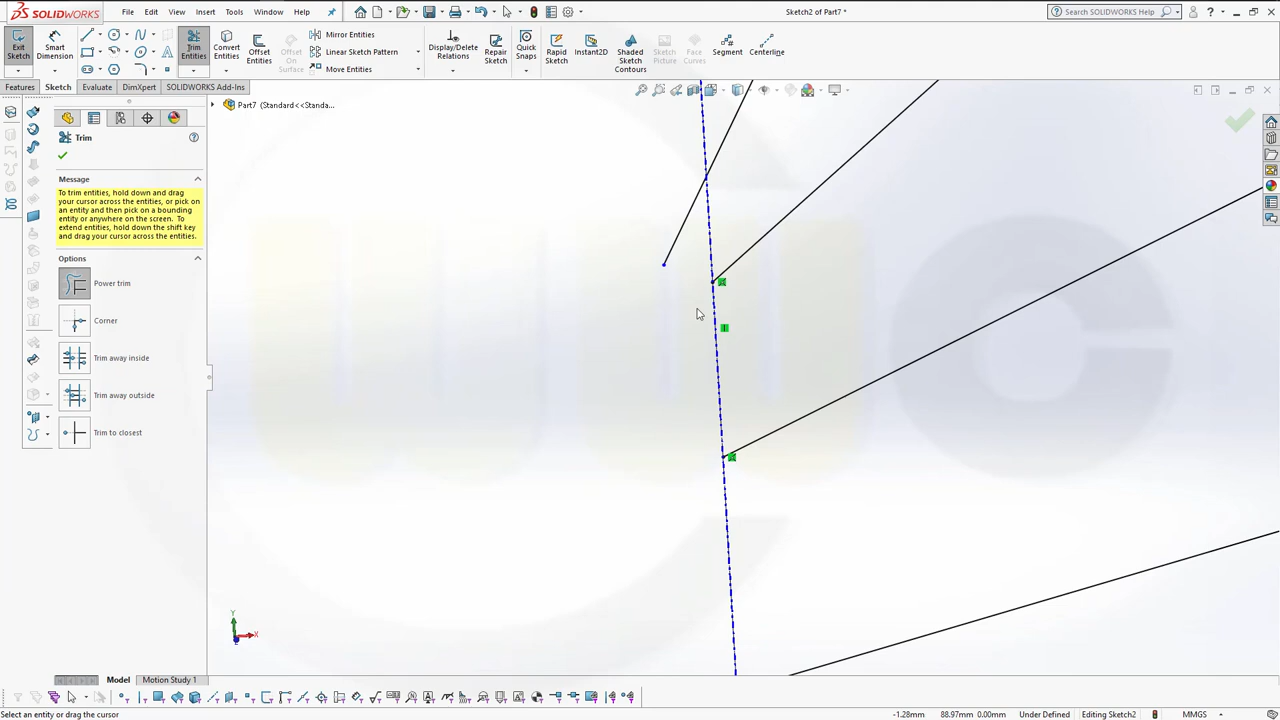 SOLIDWORKS
File Edit View Insert Tools Window Help
Sketch2 of Part7 *
Search SOLIDWORKS Help
Exit Sketch
Smart Dimension
Trim Entities
Convert Entities
Offset Entities
Offset On Surface
Mirror Entities
Linear Sketch Pattern
Move Entities
Display/Delete Relations
Repair Sketch
Quick Snaps
Rapid Sketch
Instant2D
Shaded Sketch Contours
Sketch Picture
Face Curves
Segment
Centerline
Features Sketch Evaluate DimXpert SOLIDWORKS Add-Ins
Part7 (Standard<<Standa...
Trim
Message
To trim entities, hold down and drag
your cursor across the entities, or pick on
an entity and then pick on a bounding
entity or anywhere on the screen. To
extend entities, hold down the shift key
and drag your cursor across the entities.
Options
Power trim
Corner
Trim away inside
Trim away outside
Trim to closest
Y
X
Model Motion Study 1
Select an entity or drag the cursor
-1.28mm 88.97mm 0.00mm Under Defined Editing Sketch2 MMGS